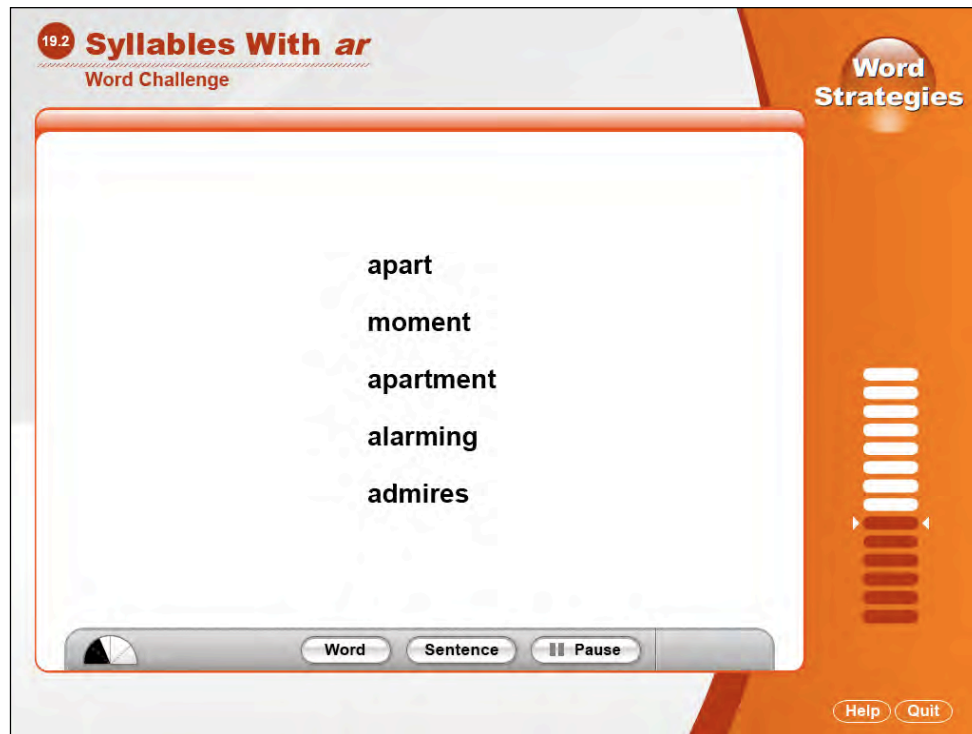 19.2 Syllables With ar
Word Challenge
Word
Strategies
apart
moment
apartment
alarming
admires
Word Sentence Pause
Help Quit